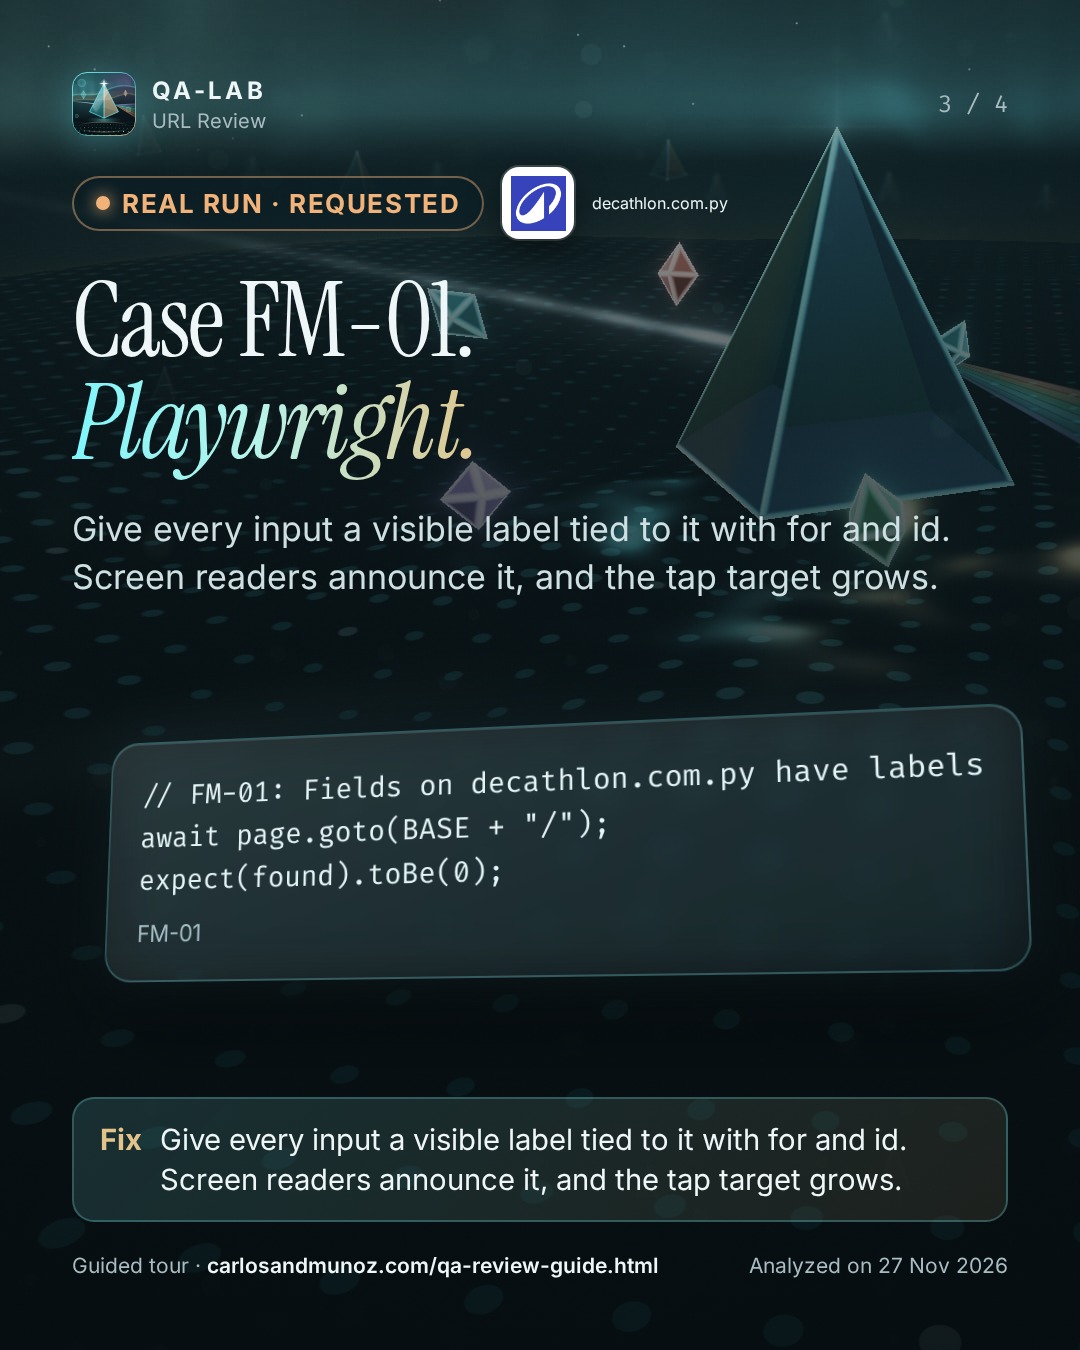 QA-LAB
URL Review
3 / 4
REAL RUN · REQUESTED
decathlon.com.py
Case FM-01.
Playwright.
Give every input a visible label tied to it with for and id.
Screen readers announce it, and the tap target grows.
// FM-01: Fields on decathlon.com.py have labels
await page.goto(BASE + "/");
expect(found).toBe(0);
FM-01
Fix Give every input a visible label tied to it with for and id.
Screen readers announce it, and the tap target grows.
Guided tour · carlosandmunoz.com/qa-review-guide.html
Analyzed on 27 Nov 2026